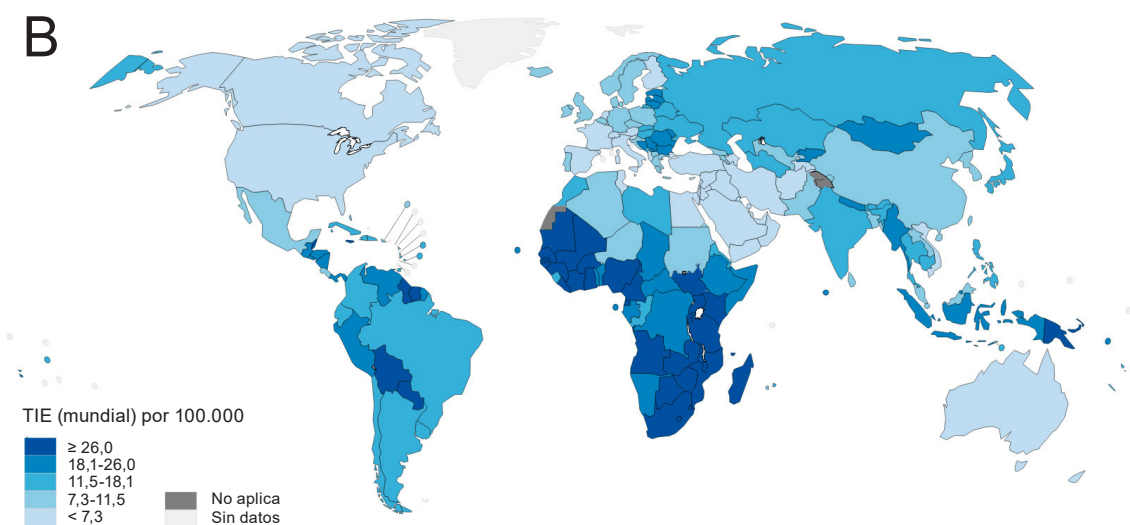 B
TIE (mundial) por 100.000
≥ 26,0
18,1-26,0
11,5-18,1
7,3-11,5
< 7,3
No aplica
Sin datos